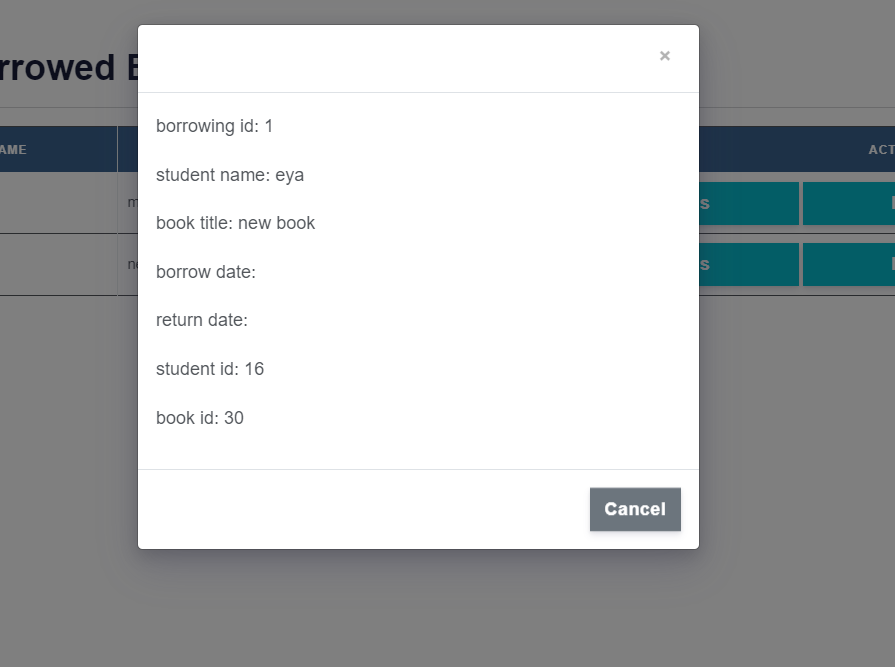 ×
rrowed
AME
ACT
borrowing id: 1
student name: eya
book title: new book
borrow date:
return date:
student id: 16
book id: 30
Cancel